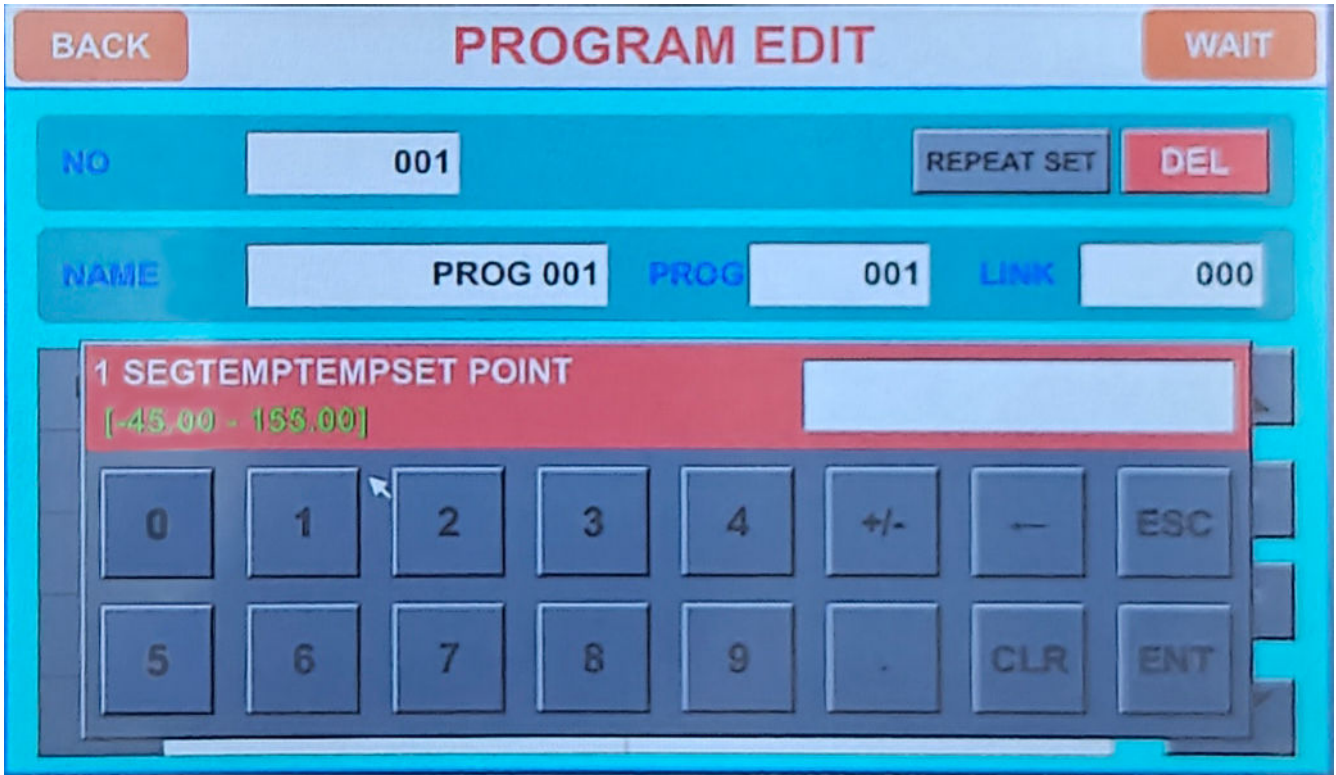 BACK PROGRAM EDIT WAIT
NO 001 REPEAT SET DEL
NAME PROG 001 PROG 001 LINK 000
1 SEGTEMPTEMPSET POINT
[-45.00 - 155.00]
0 1 2 3 4 +/- ← ESC
5 6 7 8 9 . CLR ENT